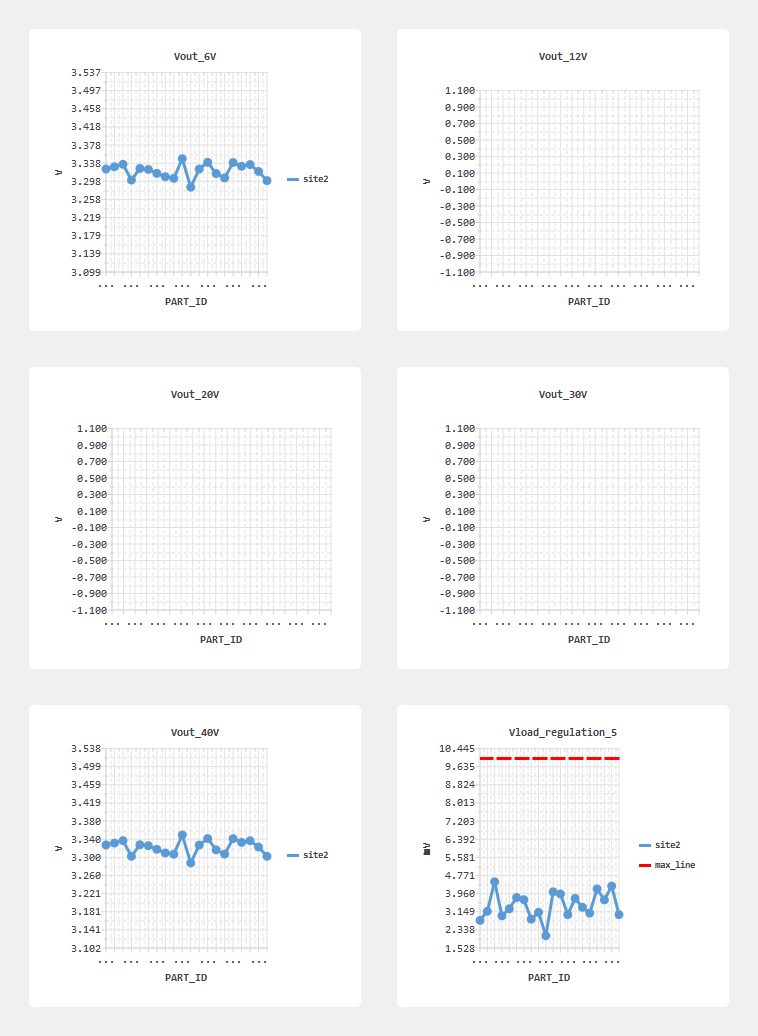 Vout_6V
3.537
3.497
3.458
3.418
3.378
3.338
3.298
3.258
3.219
3.179
3.139
3.099
V
... ... ... ... ... ... ...
PART_ID
site2
Vout_12V
1.100
0.900
0.700
0.500
0.300
0.100
-0.100
-0.300
-0.500
-0.700
-0.900
-1.100
V
... ... ... ... ... ... ... ... ...
PART_ID
Vout_20V
1.100
0.900
0.700
0.500
0.300
0.100
-0.100
-0.300
-0.500
-0.700
-0.900
-1.100
V
... ... ... ... ... ... ... ... ...
PART_ID
Vout_30V
1.100
0.900
0.700
0.500
0.300
0.100
-0.100
-0.300
-0.500
-0.700
-0.900
-1.100
V
... ... ... ... ... ... ... ... ...
PART_ID
Vout_40V
3.538
3.499
3.459
3.419
3.380
3.340
3.300
3.260
3.221
3.181
3.141
3.102
V
... ... ... ... ... ... ...
PART_ID
site2
Vload_regulation_5
10.445
9.635
8.824
8.013
7.203
6.392
5.581
4.771
3.960
3.149
2.338
1.528
mV
... ... ... ... ... ... ...
PART_ID
site2
max_line